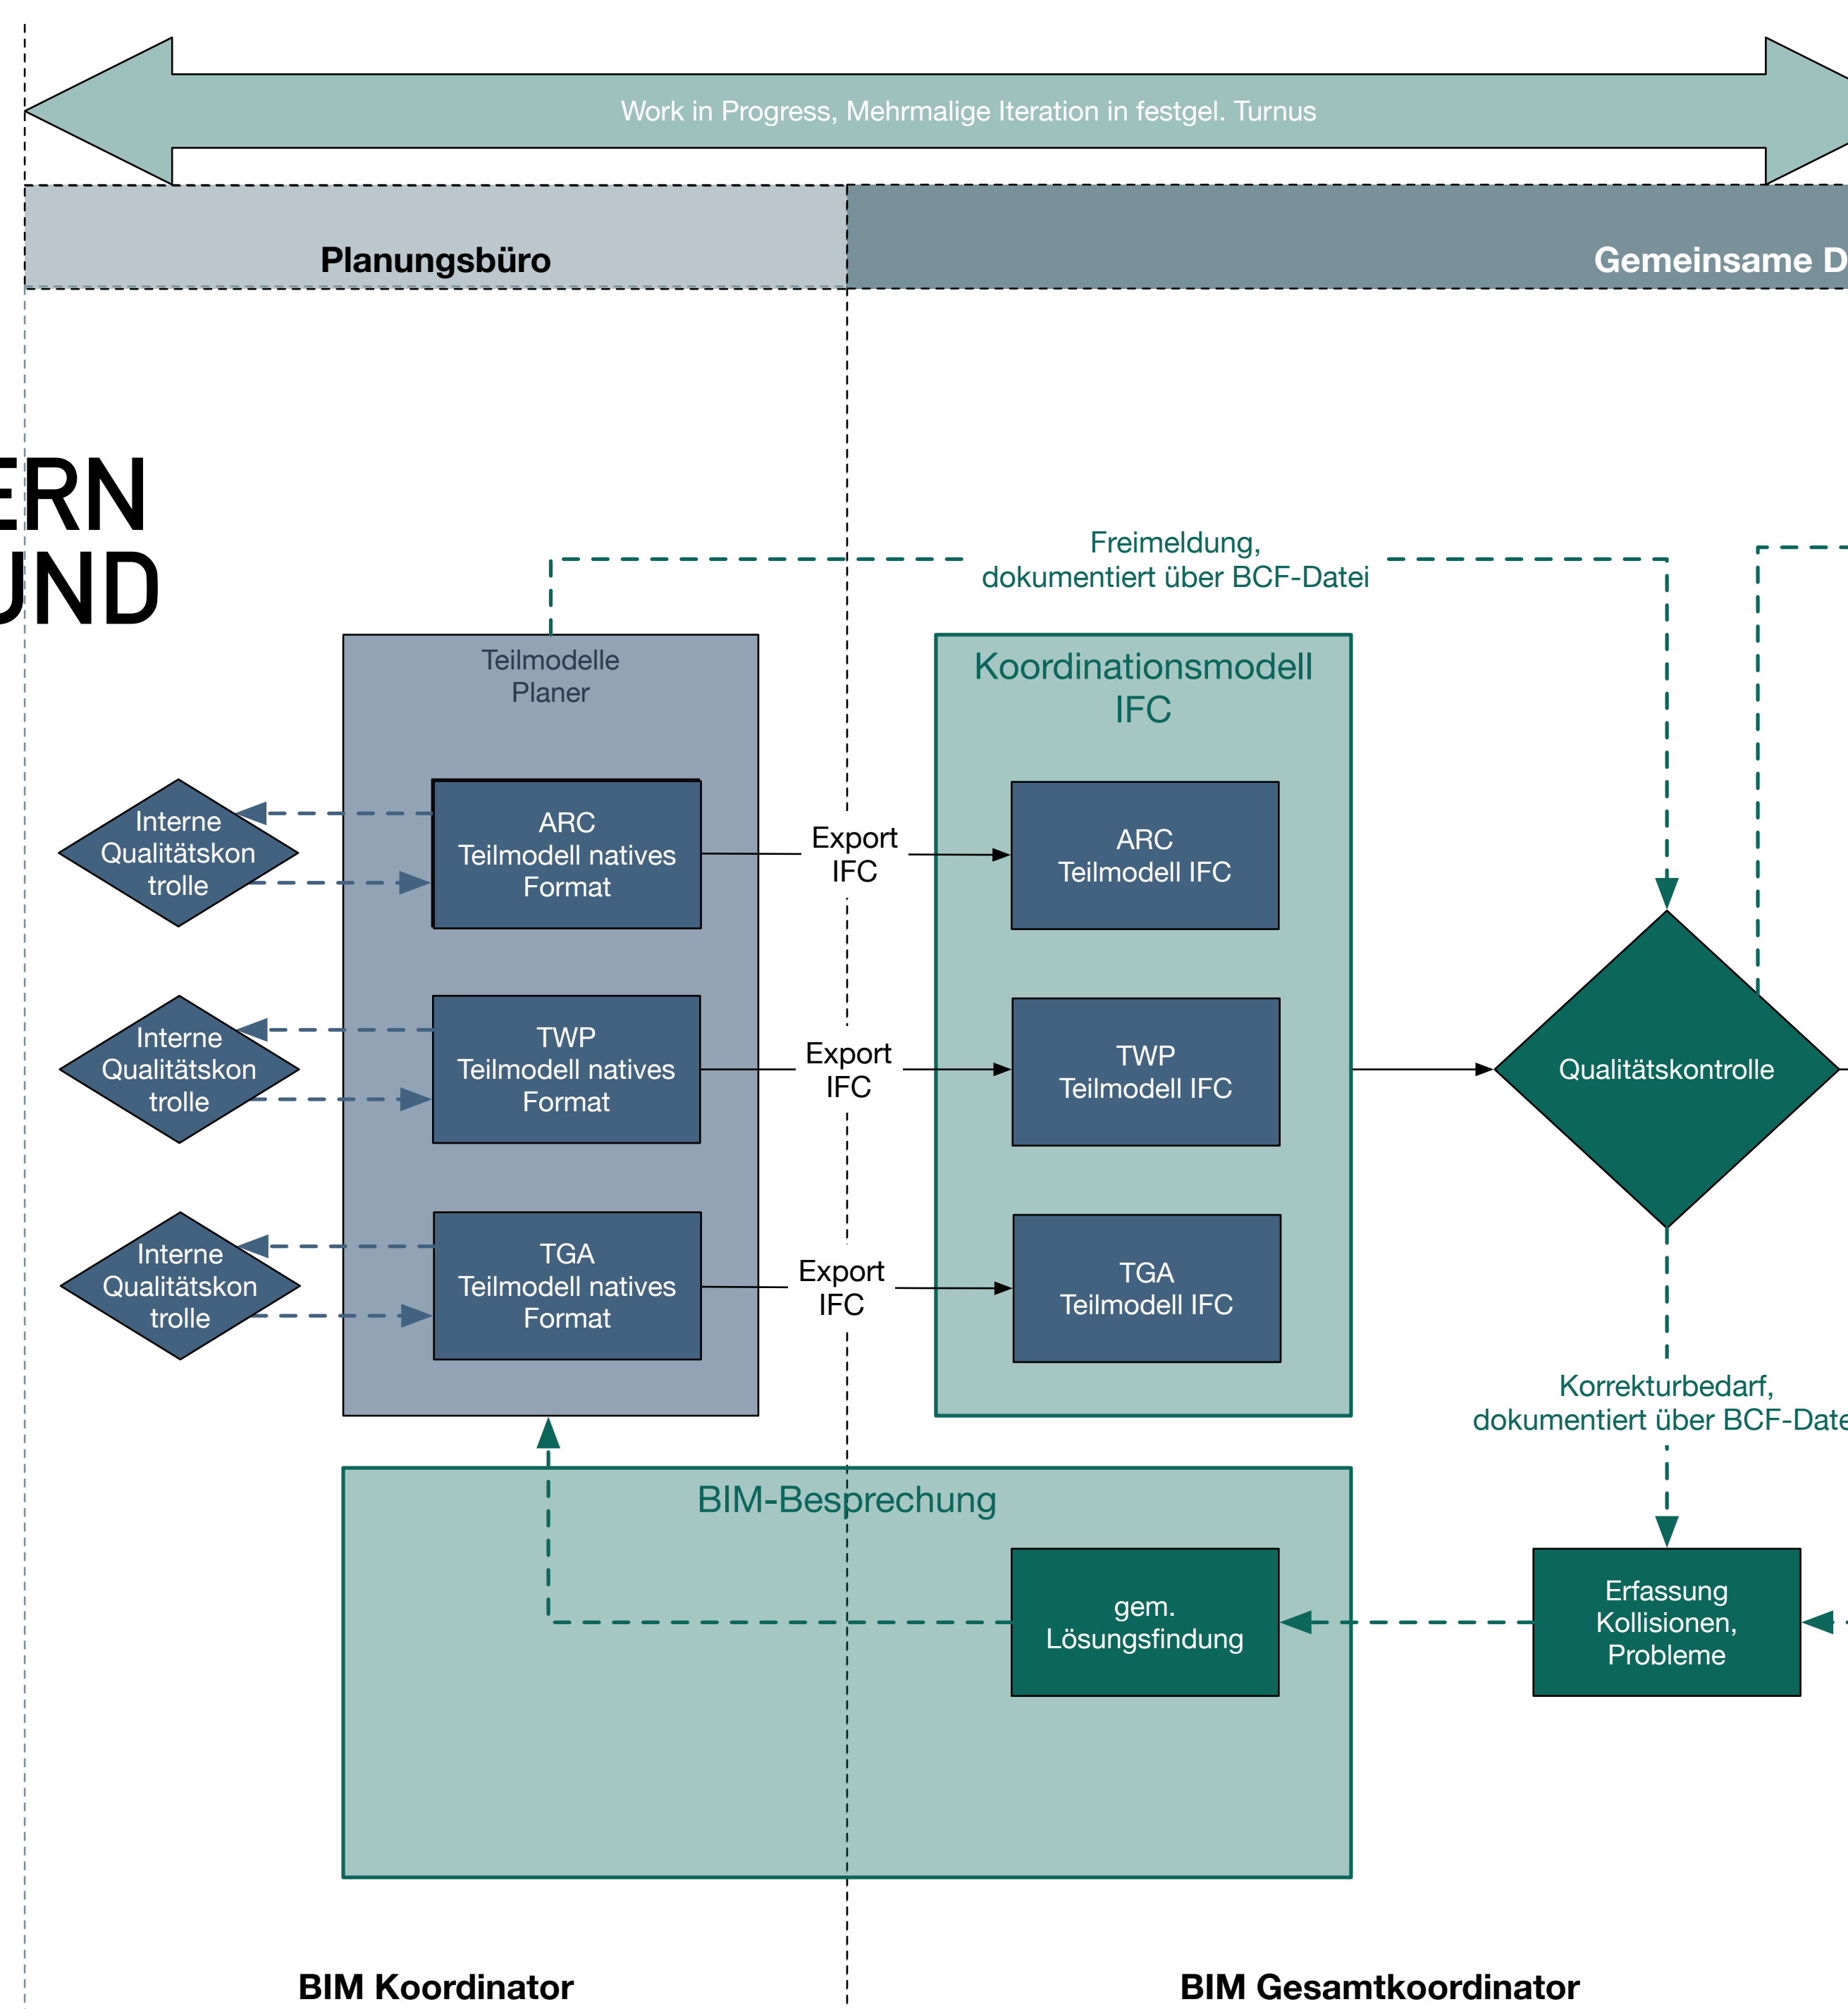 Work in Progress, Mehrmalige Iteration in festgel. Turnus
Planungsbüro
Gemeinsame D
ERN
UND
Freimeldung,
dokumentiert über BCF-Datei
Teilmodelle
Planer
Koordinationsmodell
IFC
Interne
Qualitätskon
trolle
ARC
Teilmodell natives
Format
Export
IFC
ARC
Teilmodell IFC
Interne
Qualitätskon
trolle
TWP
Teilmodell natives
Format
Export
IFC
TWP
Teilmodell IFC
Qualitätskontrolle
Interne
Qualitätskon
trolle
TGA
Teilmodell natives
Format
Export
IFC
TGA
Teilmodell IFC
Korrekturbedarf,
dokumentiert über BCF-Date
BIM-Besprechung
gem.
Lösungsfindung
Erfassung
Kollisionen,
Probleme
BIM Koordinator
BIM Gesamtkoordinator